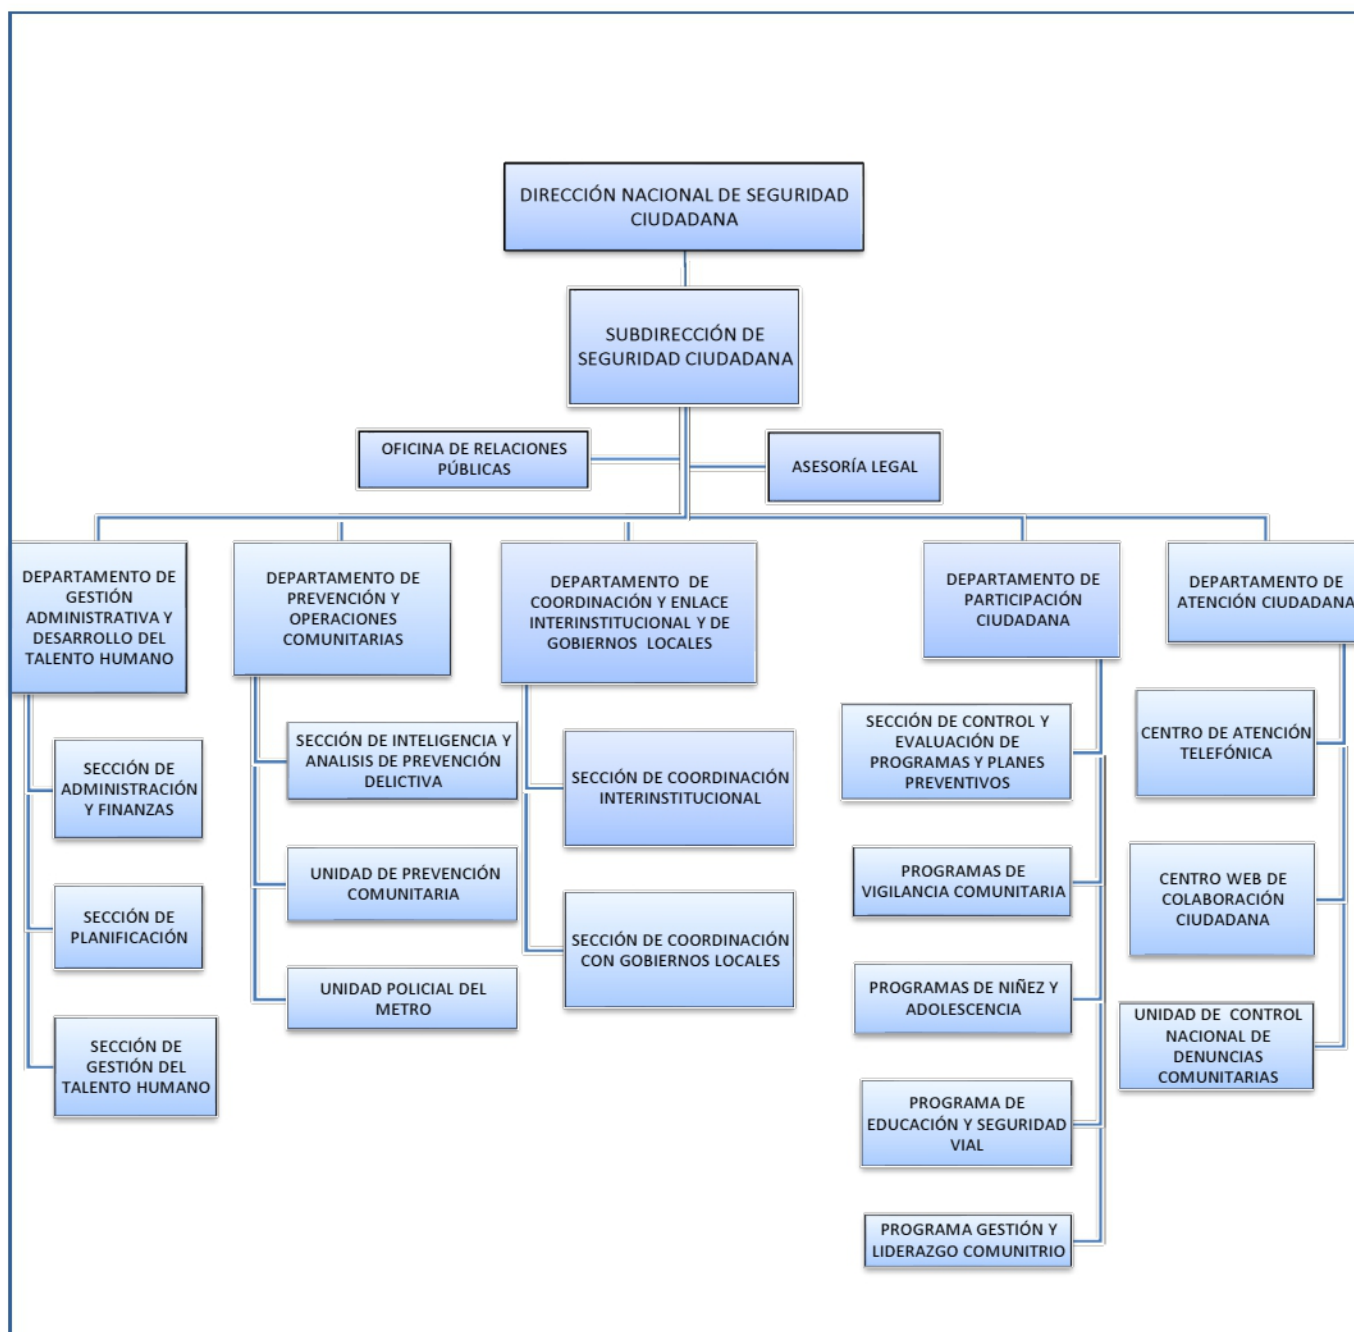 DIRECCIÓN NACIONAL DE SEGURIDAD
CIUDADANA
SUBDIRECCIÓN DE
SEGURIDAD CIUDADANA
OFICINA DE RELACIONES
PÚBLICAS
ASESORÍA LEGAL
DEPARTAMENTO DE
GESTIÓN
ADMINISTRATIVA Y
DESARROLLO DEL
TALENTO HUMANO
SECCIÓN DE
ADMINISTRACIÓN
Y FINANZAS
SECCIÓN DE
PLANIFICACIÓN
SECCIÓN DE
GESTIÓN DEL
TALENTO HUMANO
DEPARTAMENTO DE
PREVENCIÓN Y
OPERACIONES
COMUNITARIAS
SECCIÓN DE INTELIGENCIA Y
ANALISIS DE PREVENCIÓN
DELICTIVA
UNIDAD DE PREVENCIÓN
COMUNITARIA
UNIDAD POLICIAL DEL
METRO
DEPARTAMENTO DE
COORDINACIÓN Y ENLACE
INTERINSTITUCIONAL Y DE
GOBIERNOS LOCALES
SECCIÓN DE COORDINACIÓN
INTERINSTITUCIONAL
SECCIÓN DE COORDINACIÓN
CON GOBIERNOS LOCALES
DEPARTAMENTO DE
PARTICIPACIÓN
CIUDADANA
SECCIÓN DE CONTROL Y
EVALUACIÓN DE
PROGRAMAS Y PLANES
PREVENTIVOS
PROGRAMAS DE
VIGILANCIA COMUNITARIA
PROGRAMAS DE NIÑEZ Y
ADOLESCENCIA
PROGRAMA DE
EDUCACIÓN Y SEGURIDAD
VIAL
PROGRAMA GESTIÓN Y
LIDERAZGO COMUNITRIO
DEPARTAMENTO DE
ATENCIÓN CIUDADANA
CENTRO DE ATENCIÓN
TELEFÓNICA
CENTRO WEB DE
COLABORACIÓN
CIUDADANA
UNIDAD DE CONTROL
NACIONAL DE
DENUNCIAS
COMUNITARIAS